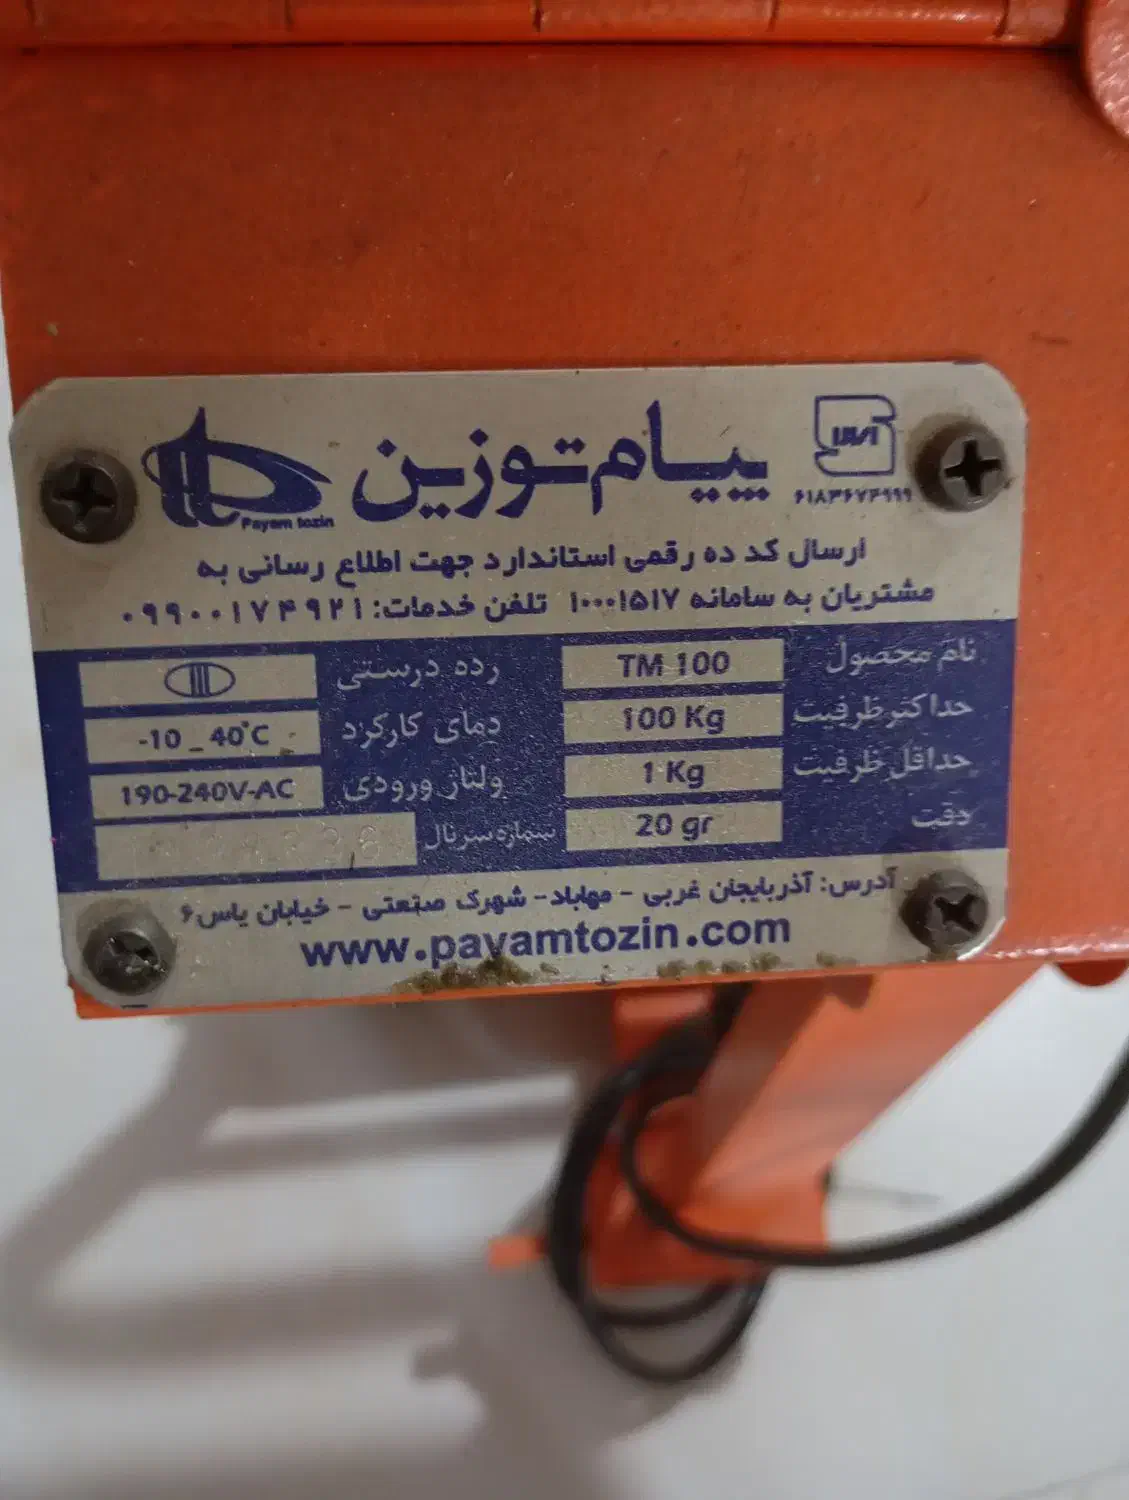 پیام توزین
Payam tozin
۶۱۸۳۶۷۴۹۹۹
ارسال کد ده رقمی استاندارد جهت اطلاع رسانی به
مشتریان به سامانه ۱۰۰۰۱۵۱۷ تلفن خدمات: ۰۹۹۰۰۱۷۴۹۲۱
نام محصول TM 100 رده درستی III
حداکثر ظرفیت 100 Kg دمای کارکرد -10 _ 40°C
حداقل ظرفیت 1 Kg ولتاژ ورودی 190-240V-AC
دقت 20 gr شماره سریال
آدرس: آذربایجان غربی - مهاباد- شهرک صنعتی - خیابان یاس۶
www.payamtozin.com